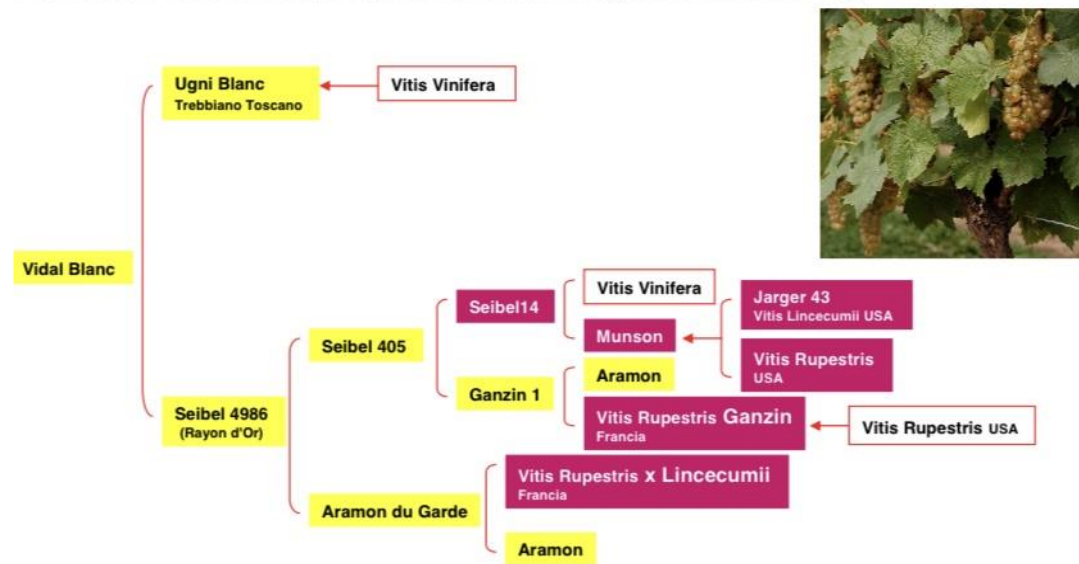 Ugni Blanc
Trebbiano Toscano
Vitis Vinifera
Vidal Blanc
Seibel14
Vitis Vinifera
Jarger 43
Vitis Lincecumii USA
Munson
Seibel 405
Vitis Rupestris
USA
Aramon
Ganzin 1
Seibel 4986
(Rayon d'Or)
Vitis Rupestris Ganzin
Francia
Vitis Rupestris USA
Vitis Rupestris x Lincecumii
Francia
Aramon du Garde
Aramon